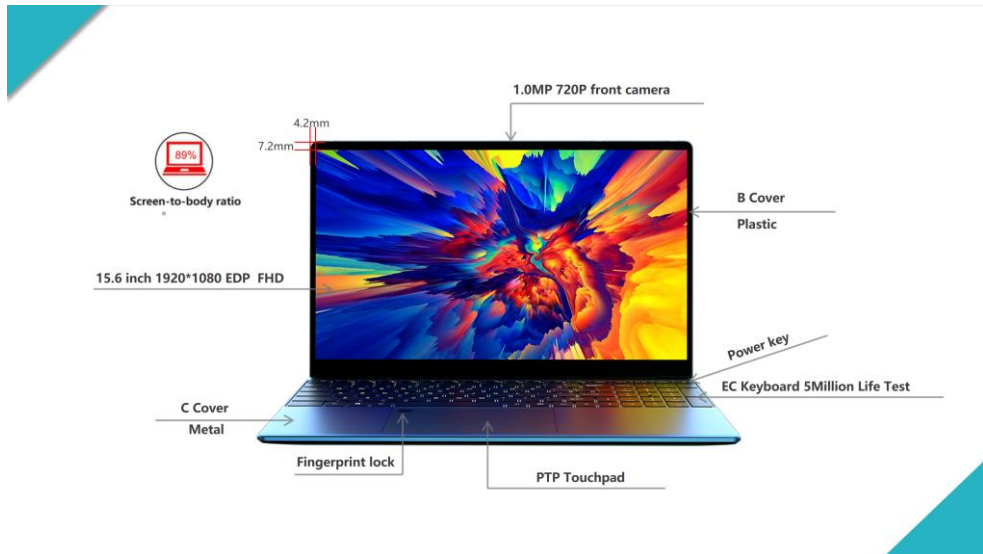 1.0MP 720P front camera
4.2mm
7.2mm
89%
Screen-to-body ratio
B Cover
Plastic
15.6 inch 1920*1080 EDP  FHD
Power key
EC Keyboard 5Million Life Test
C Cover
Metal
Fingerprint lock
PTP Touchpad